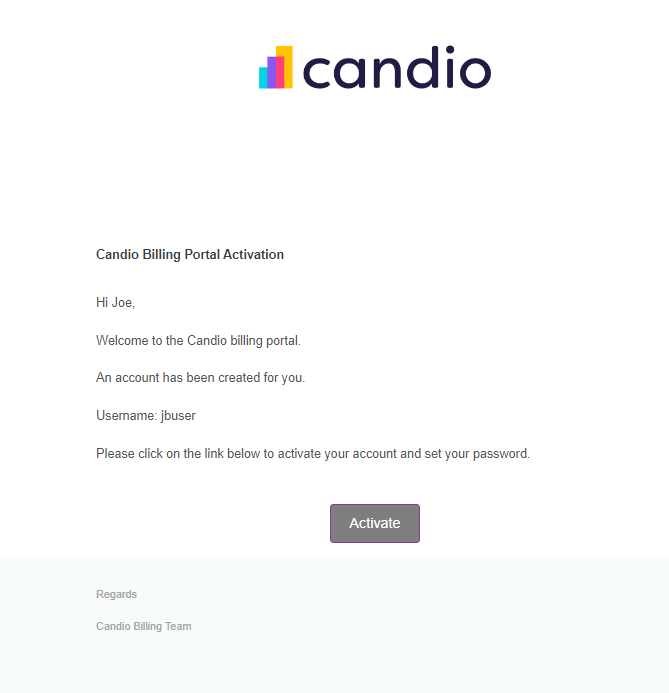 candio
Candio Billing Portal Activation
Hi Joe,
Welcome to the Candio billing portal.
An account has been created for you.
Username: jbuser
Please click on the link below to activate your account and set your password.
Activate
Regards
Candio Billing Team